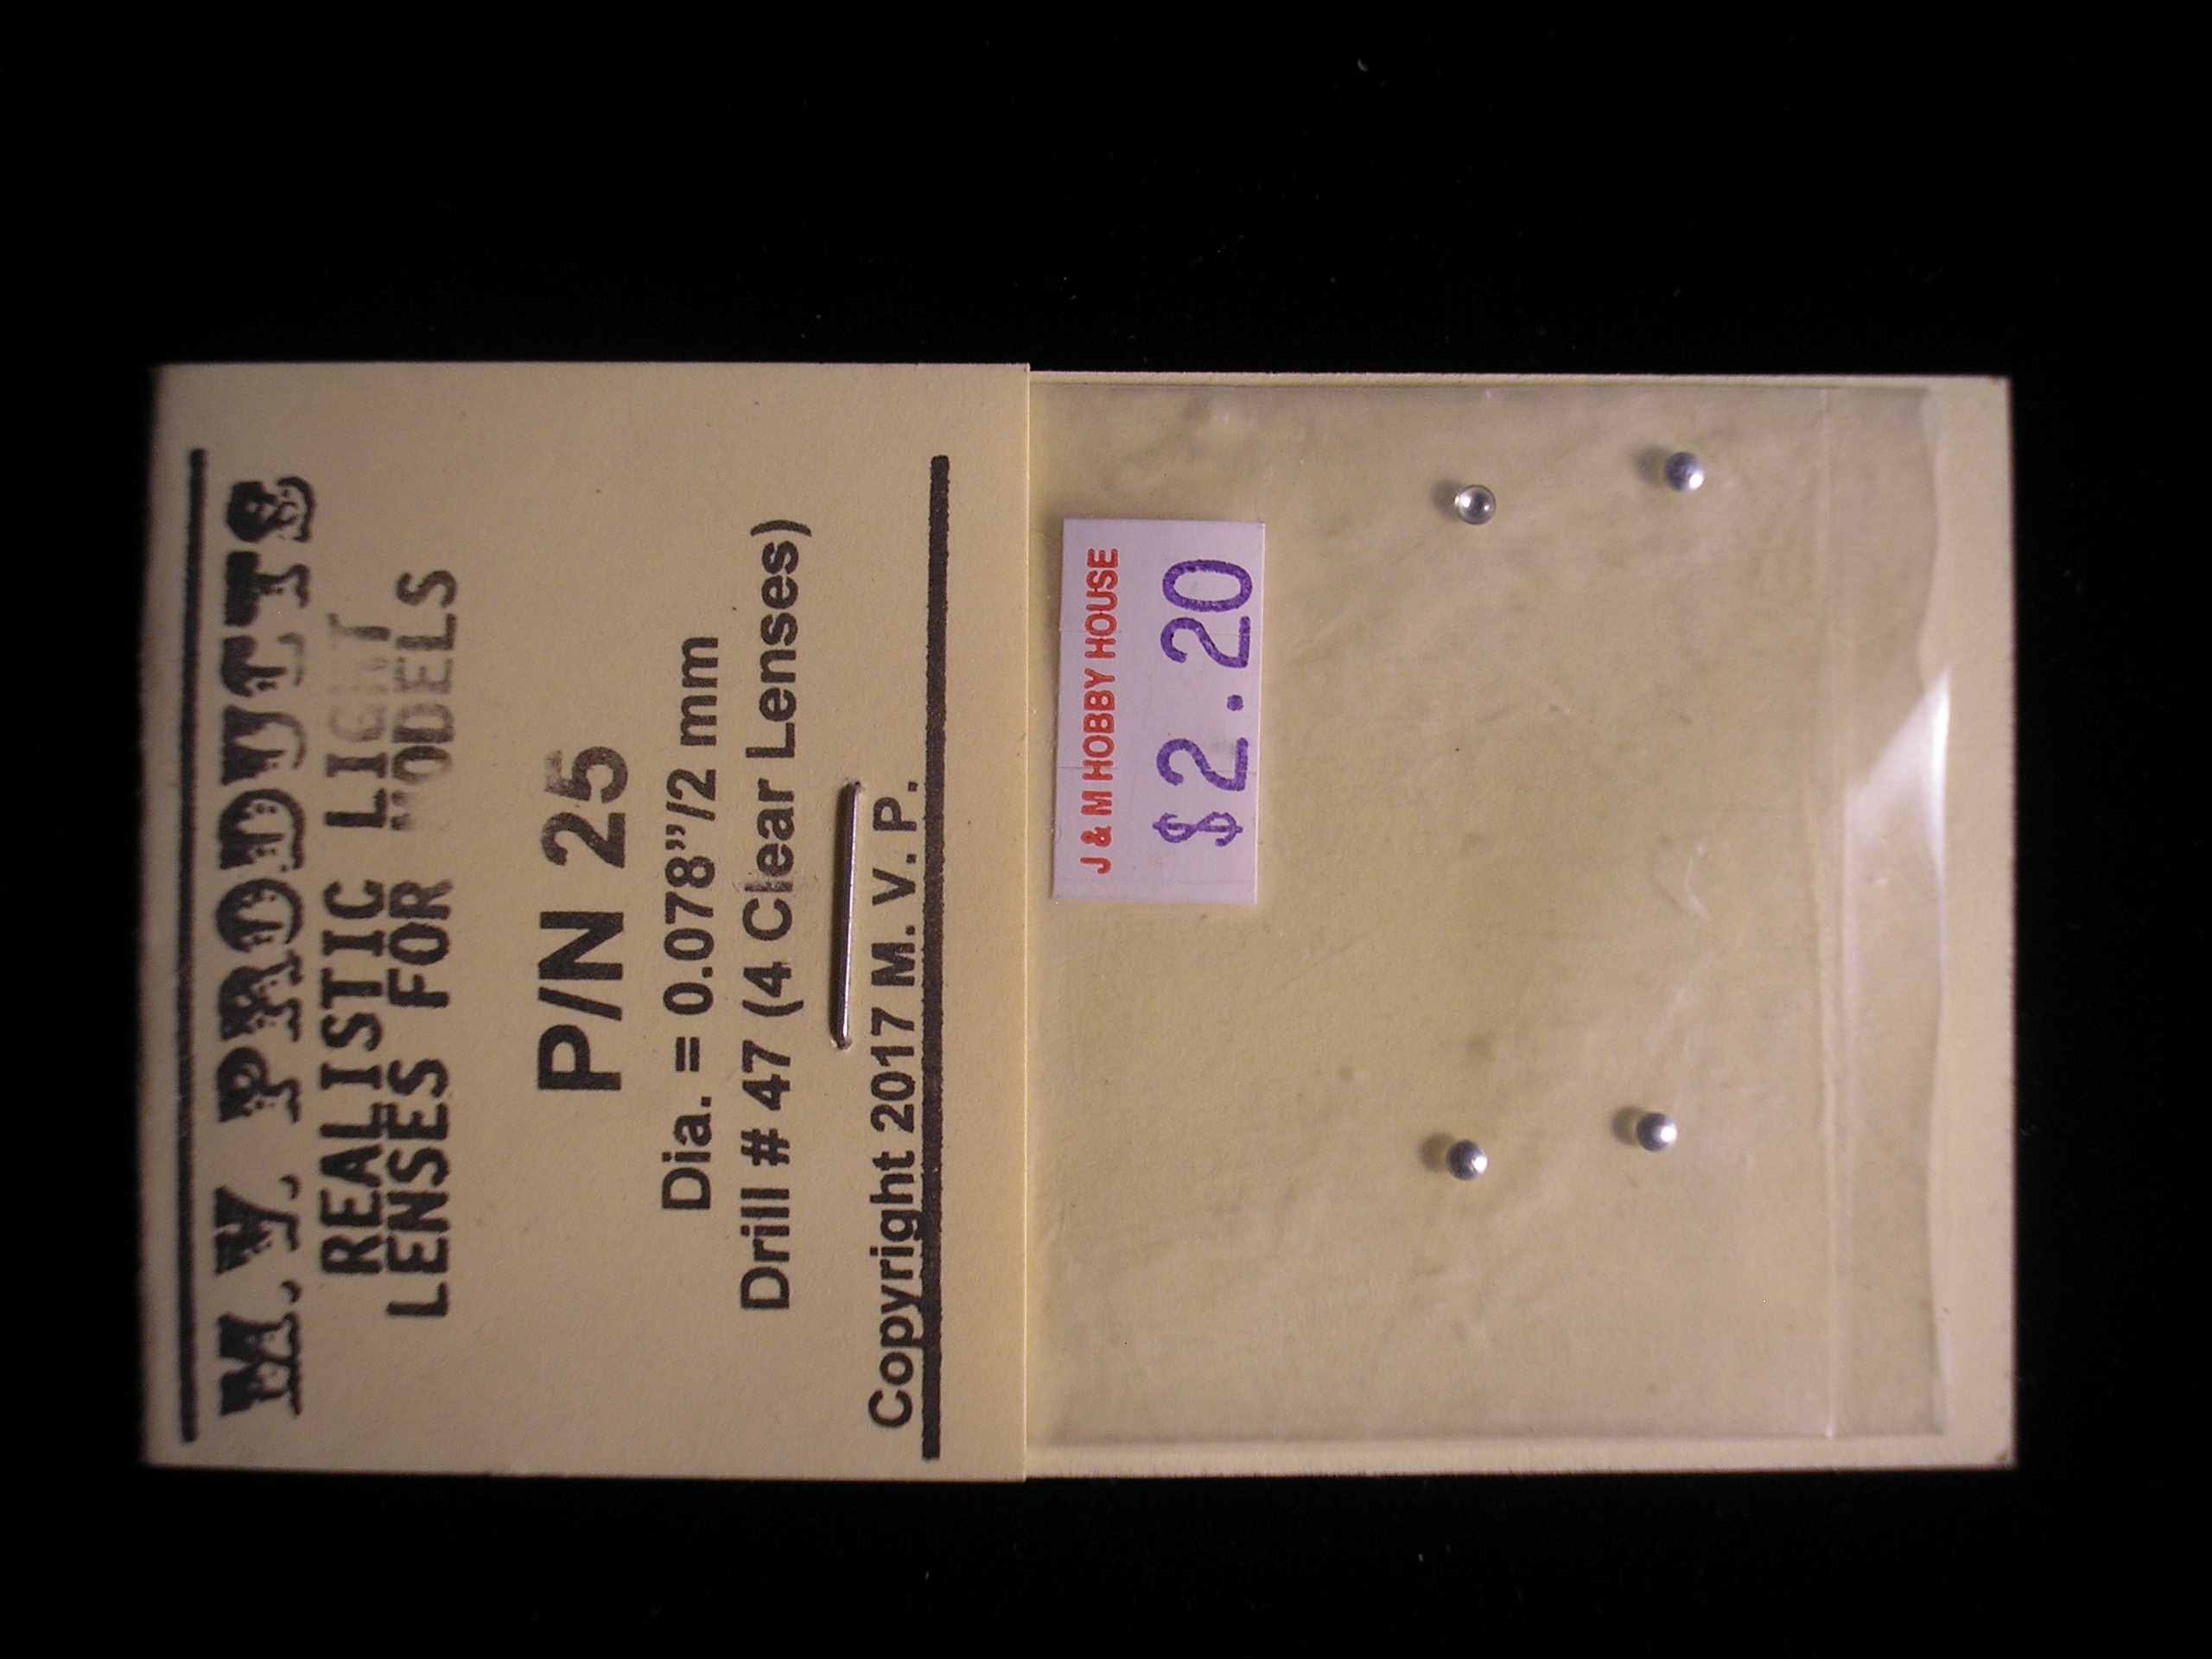 M.V. PRODUCTS
REALISTIC LIGHT
LENSES FOR MODELS
P/N 25
Dia. = 0.078”/2 mm
Drill # 47 (4 Clear Lenses)
Copyright 2017 M. V. P.
J & M HOBBY HOUSE
$2.20